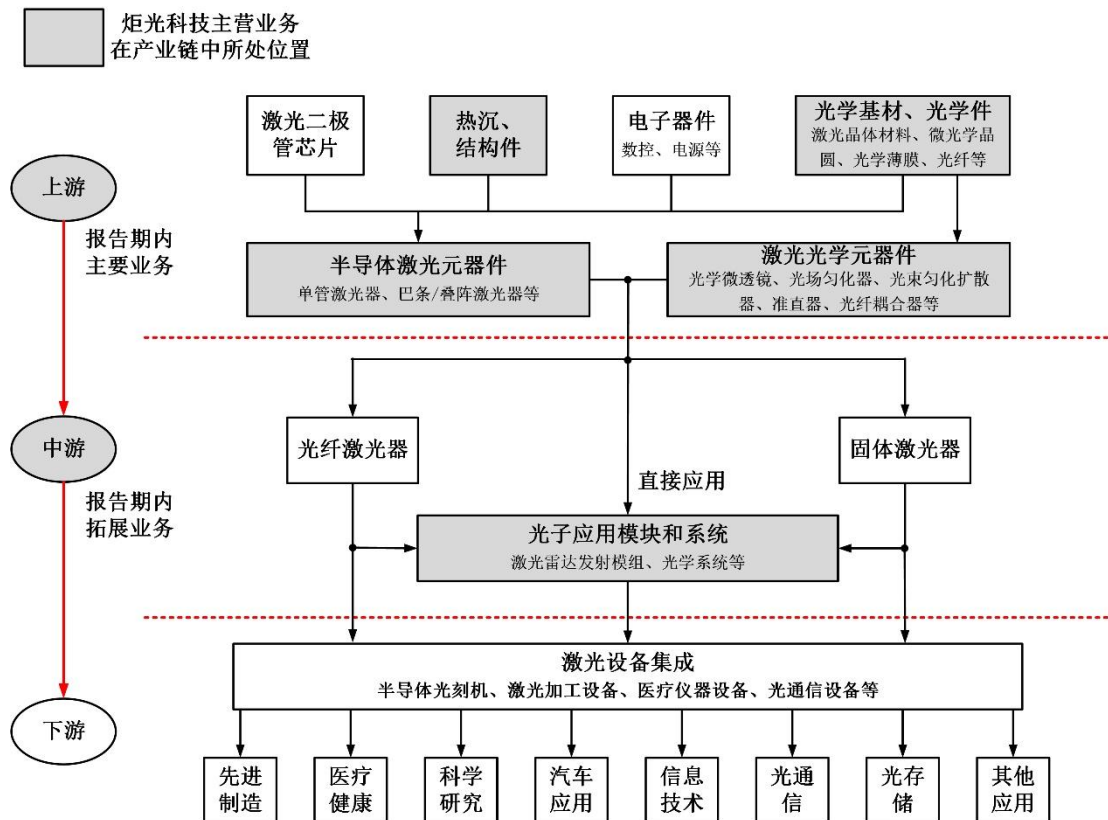 炬光科技主营业务
在产业链中所处位置
激光二极
管芯片
热沉、
结构件
电子器件
数控、电源等
光学基材、光学件
激光晶体材料、微光学晶
圆、光学薄膜、光纤等
上游
报告期内
主要业务
半导体激光元器件
单管激光器、巴条/叠阵激光器等
激光光学元器件
光学微透镜、光场匀化器、光束匀化扩散
器、准直器、光纤耦合器等
中游
光纤激光器
固体激光器
直接应用
报告期内
拓展业务
光子应用模块和系统
激光雷达发射模组、光学系统等
激光设备集成
半导体光刻机、激光加工设备、医疗仪器设备、光通信设备等
下游
先进
制造
医疗
健康
科学
研究
汽车
应用
信息
技术
光通
信
光存
储
其他
应用